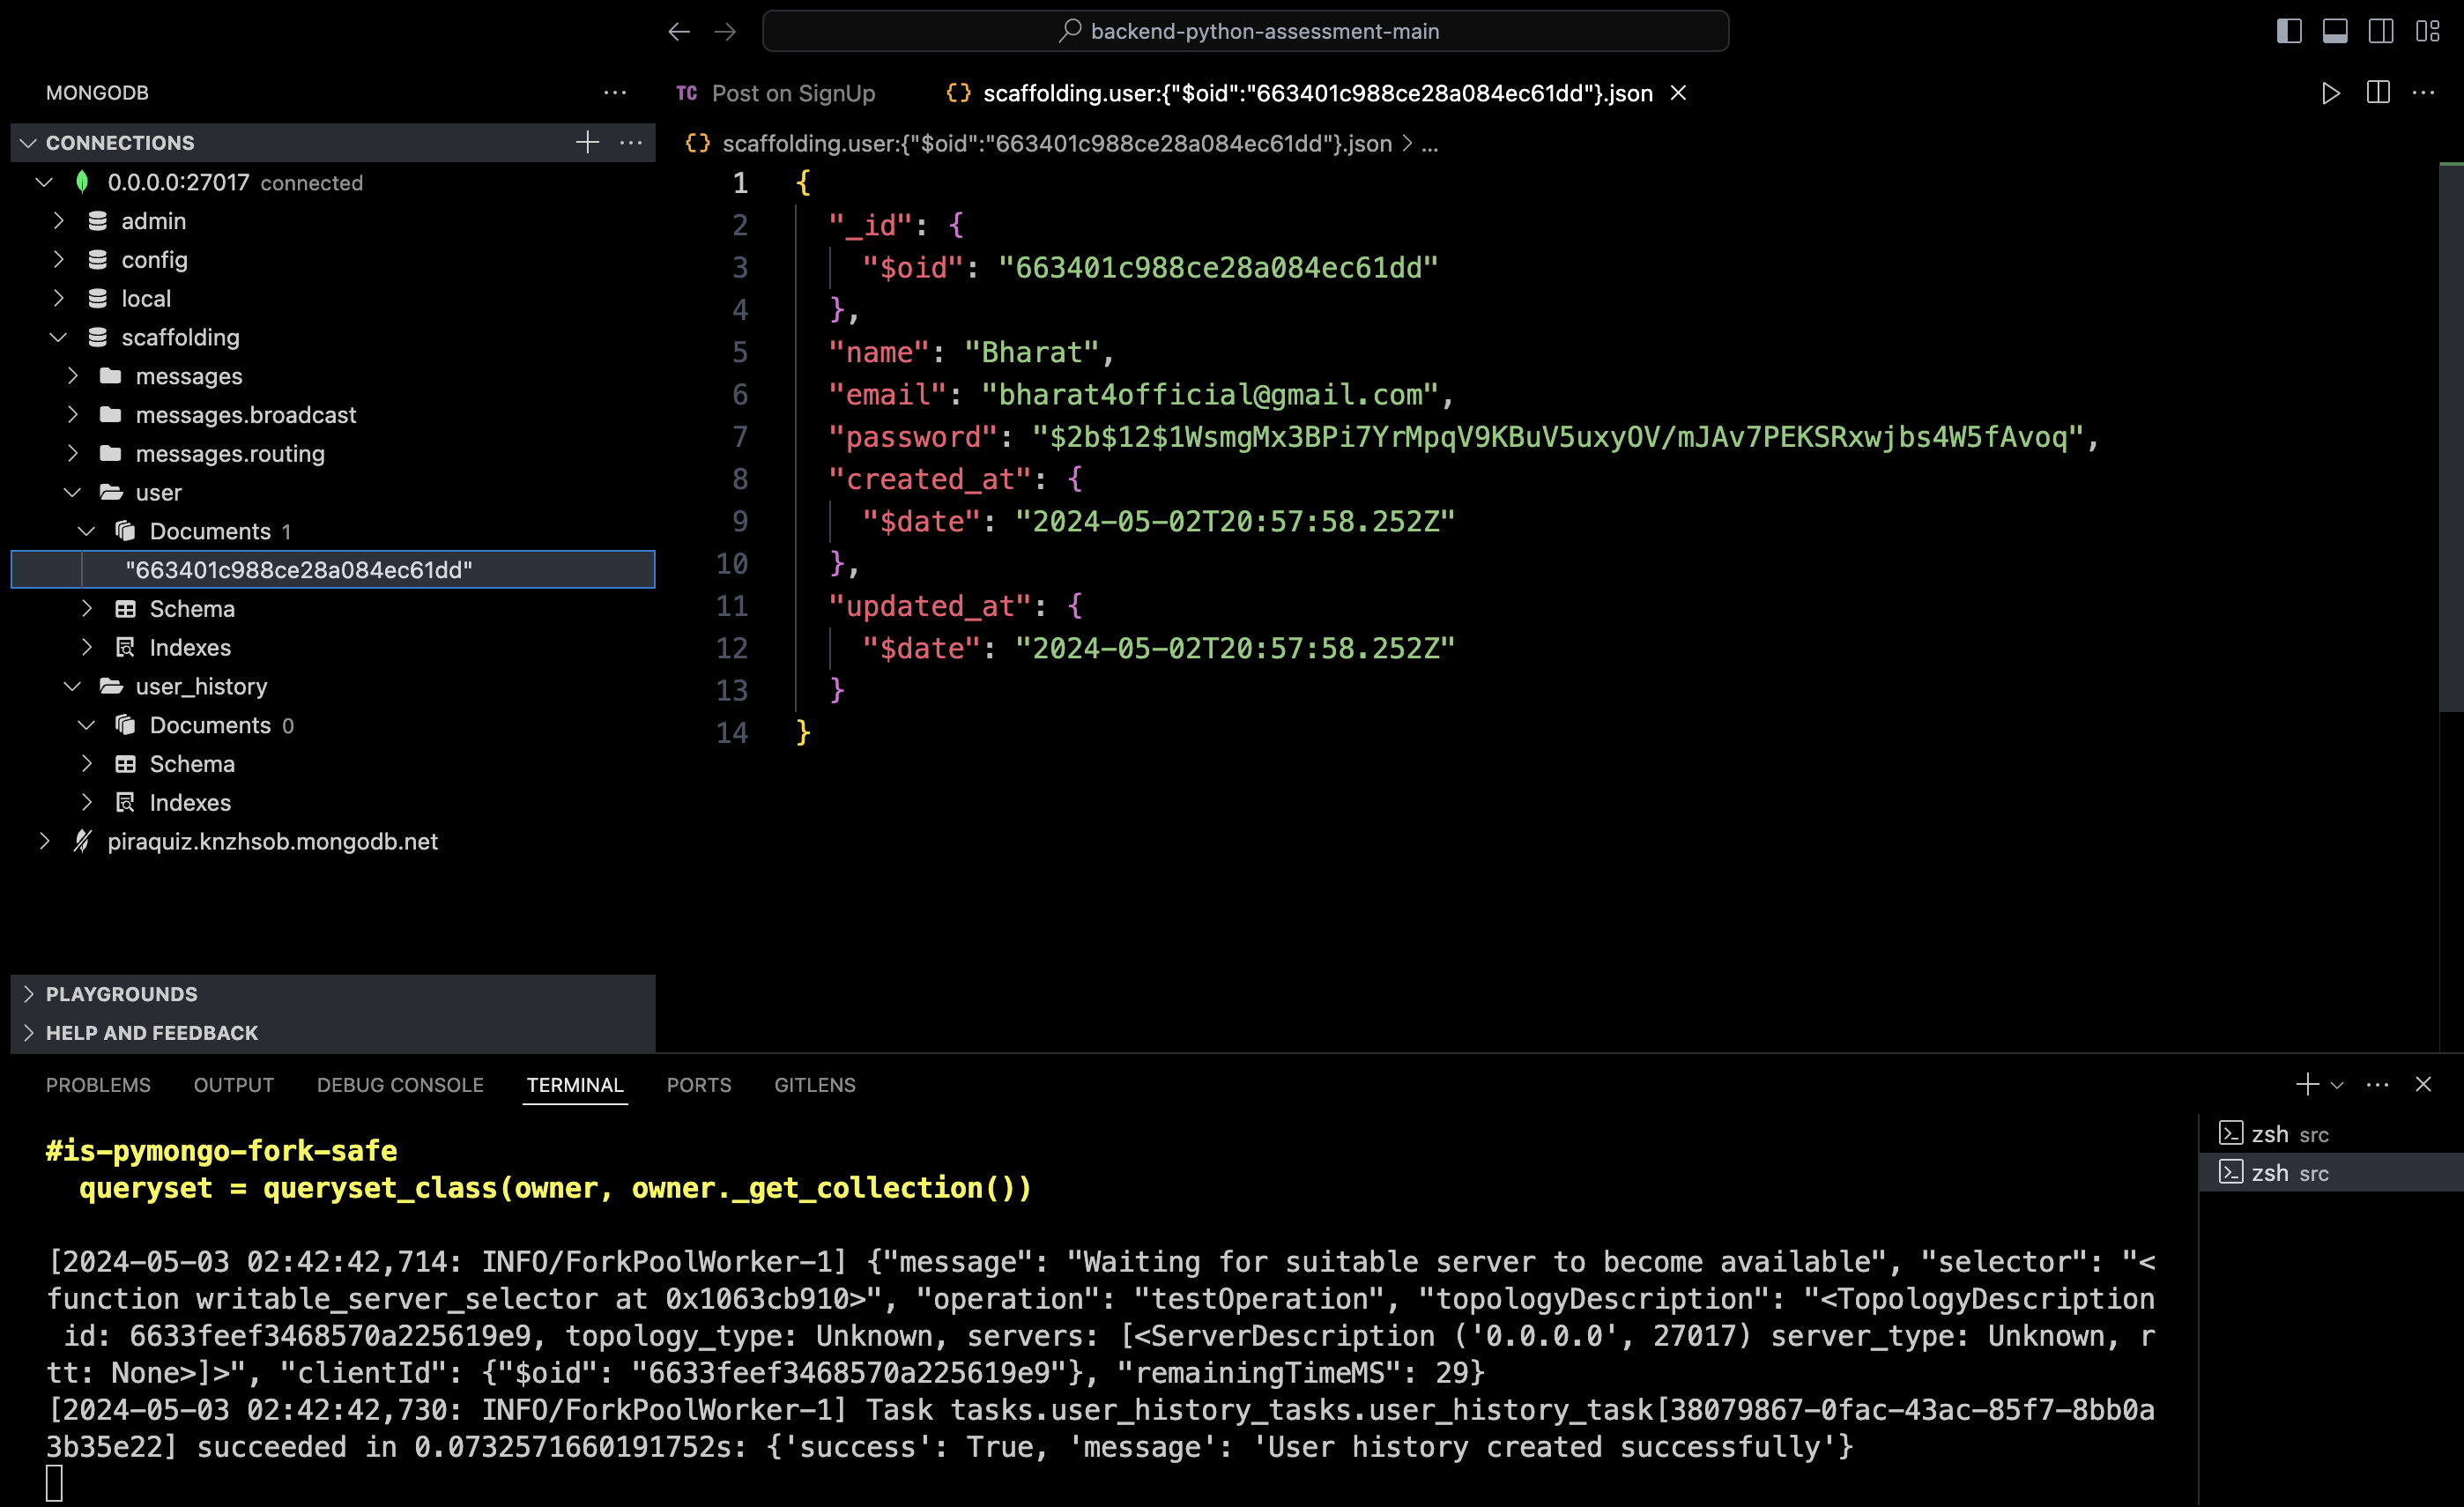 backend-python-assessment-main
MONGODB
CONNECTIONS
0.0.0.0:27017 connected
admin
config
local
scaffolding
messages
messages.broadcast
messages.routing
user
Documents 1
"663401c988ce28a084ec61dd"
Schema
Indexes
user_history
Documents 0
Schema
Indexes
piraquiz.knzhsob.mongodb.net
PLAYGROUNDS
HELP AND FEEDBACK
TC Post on SignUp
{} scaffolding.user:{"$oid":"663401c988ce28a084ec61dd"}.json
{} scaffolding.user:{"$oid":"663401c988ce28a084ec61dd"}.json > ...
1 {
2 "_id": {
3 "$oid": "663401c988ce28a084ec61dd"
4 },
5 "name": "Bharat",
6 "email": "bharat4official@gmail.com",
7 "password": "$2b$12$1WsmgMx3BPi7YrMpqV9KBuV5uxyOV/mJAv7PEKSRxwjbs4W5fAvoq",
8 "created_at": {
9 "$date": "2024-05-02T20:57:58.252Z"
10 },
11 "updated_at": {
12 "$date": "2024-05-02T20:57:58.252Z"
13 }
14 }
PROBLEMS OUTPUT DEBUG CONSOLE TERMINAL PORTS GITLENS
#is-pymongo-fork-safe
queryset = queryset_class(owner, owner._get_collection())
[2024-05-03 02:42:42,714: INFO/ForkPoolWorker-1] {"message": "Waiting for suitable server to become available", "selector": "<
function writable_server_selector at 0x1063cb910>", "operation": "testOperation", "topologyDescription": "<TopologyDescription
id: 6633feef3468570a225619e9, topology_type: Unknown, servers: [<ServerDescription ('0.0.0.0', 27017) server_type: Unknown, r
tt: None>]>", "clientId": {"$oid": "6633feef3468570a225619e9"}, "remainingTimeMS": 29}
[2024-05-03 02:42:42,730: INFO/ForkPoolWorker-1] Task tasks.user_history_tasks.user_history_task[38079867-0fac-43ac-85f7-8bb0a
3b35e22] succeeded in 0.0732571660191752s: {'success': True, 'message': 'User history created successfully'}
zsh src
zsh src